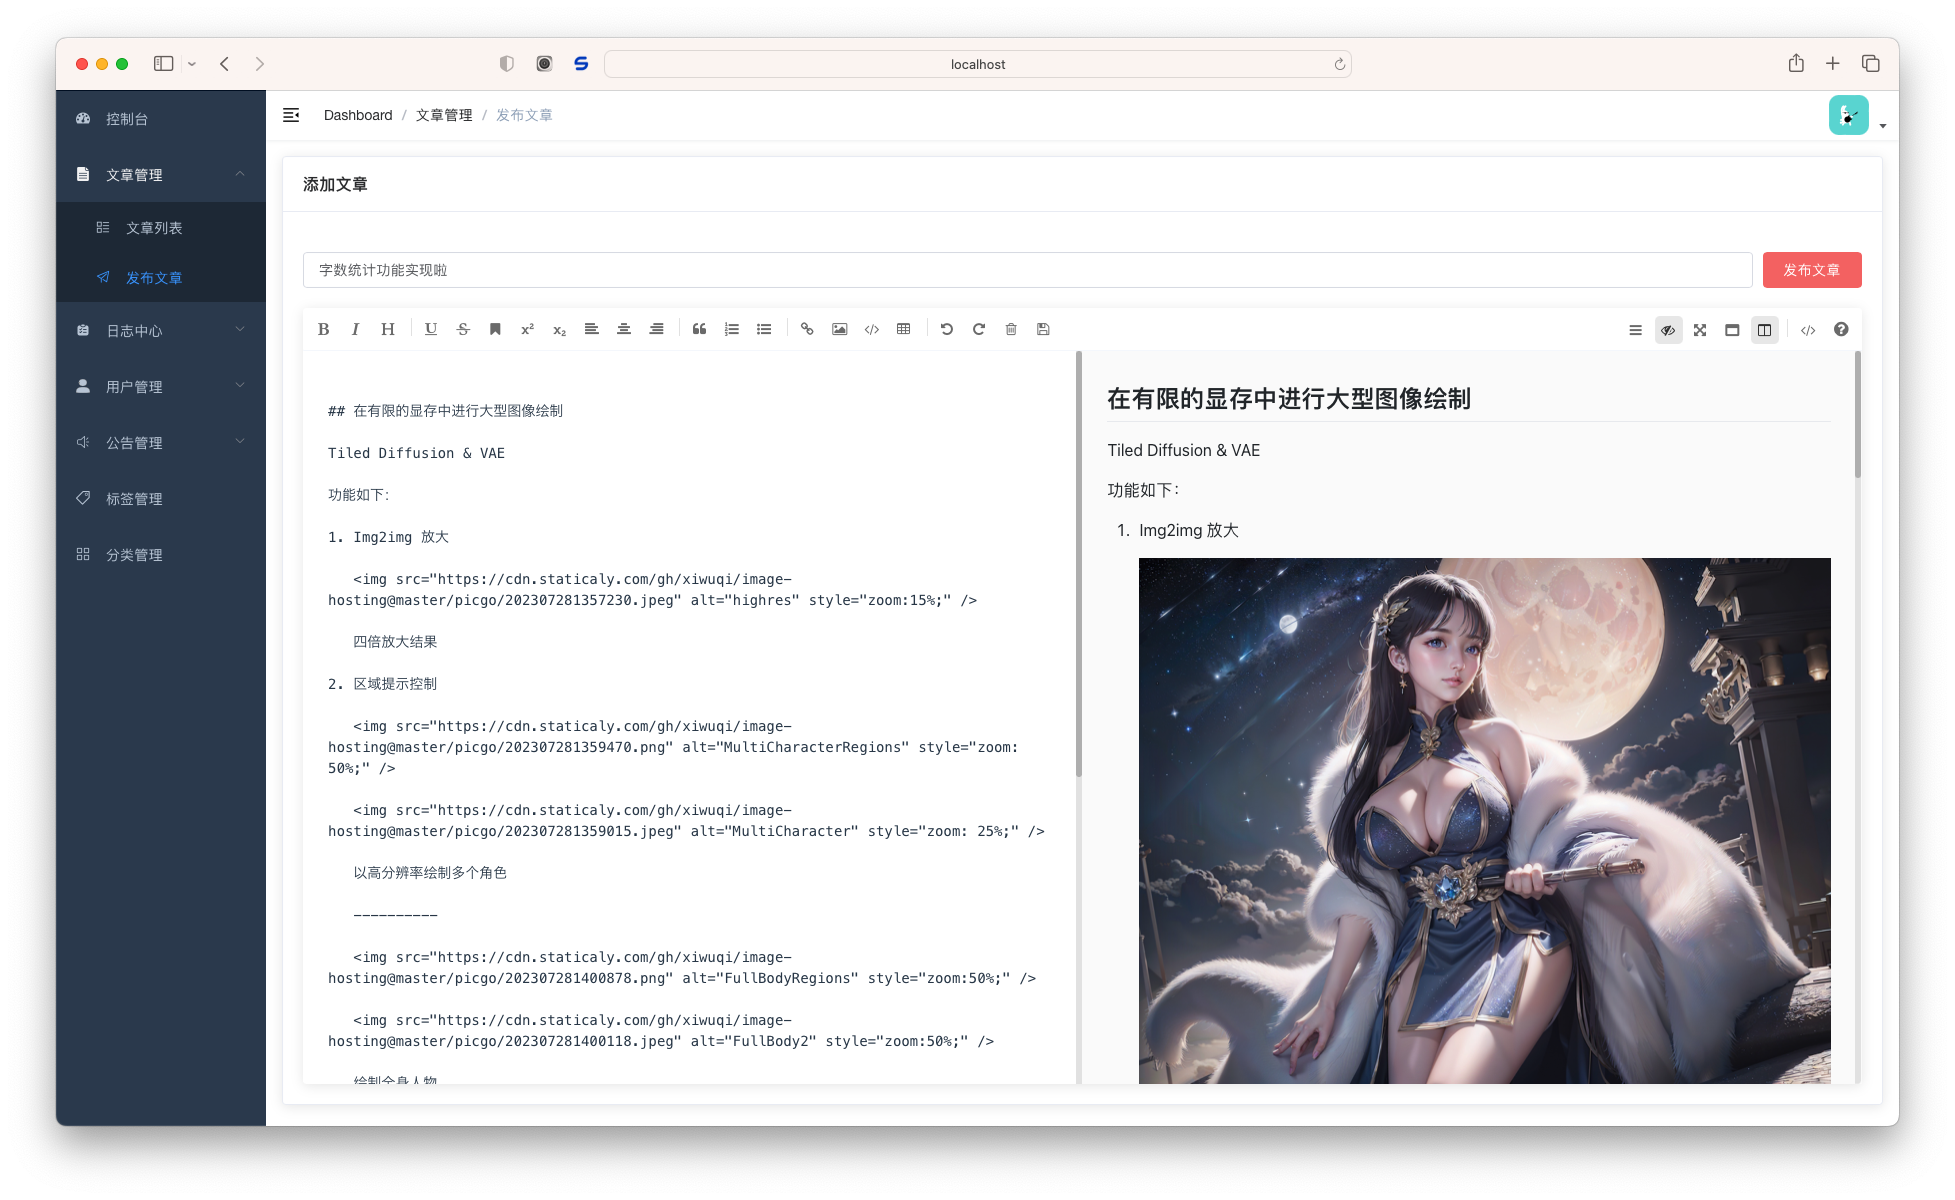 localhost
控制台
文章管理
文章列表
发布文章
日志中心
用户管理
公告管理
标签管理
分类管理
Dashboard / 文章管理 / 发布文章
添加文章
字数统计功能实现啦
发布文章
B I H U S x² x₂
## 在有限的显存中进行大型图像绘制
Tiled Diffusion & VAE
功能如下:
1. Img2img 放大
<img src="https://cdn.staticaly.com/gh/xiwuqi/image-
hosting@master/picgo/202307281357230.jpeg" alt="highres" style="zoom:15%;" />
四倍放大结果
2. 区域提示控制
<img src="https://cdn.staticaly.com/gh/xiwuqi/image-
hosting@master/picgo/202307281359470.png" alt="MultiCharacterRegions" style="zoom:
50%;" />
<img src="https://cdn.staticaly.com/gh/xiwuqi/image-
hosting@master/picgo/202307281359015.jpeg" alt="MultiCharacter" style="zoom: 25%;" />
以高分辨率绘制多个角色
----------
<img src="https://cdn.staticaly.com/gh/xiwuqi/image-
hosting@master/picgo/202307281400878.png" alt="FullBodyRegions" style="zoom:50%;" />
<img src="https://cdn.staticaly.com/gh/xiwuqi/image-
hosting@master/picgo/202307281400118.jpeg" alt="FullBody2" style="zoom:50%;" />
绘制全身人物
在有限的显存中进行大型图像绘制
Tiled Diffusion & VAE
功能如下：
1. Img2img 放大